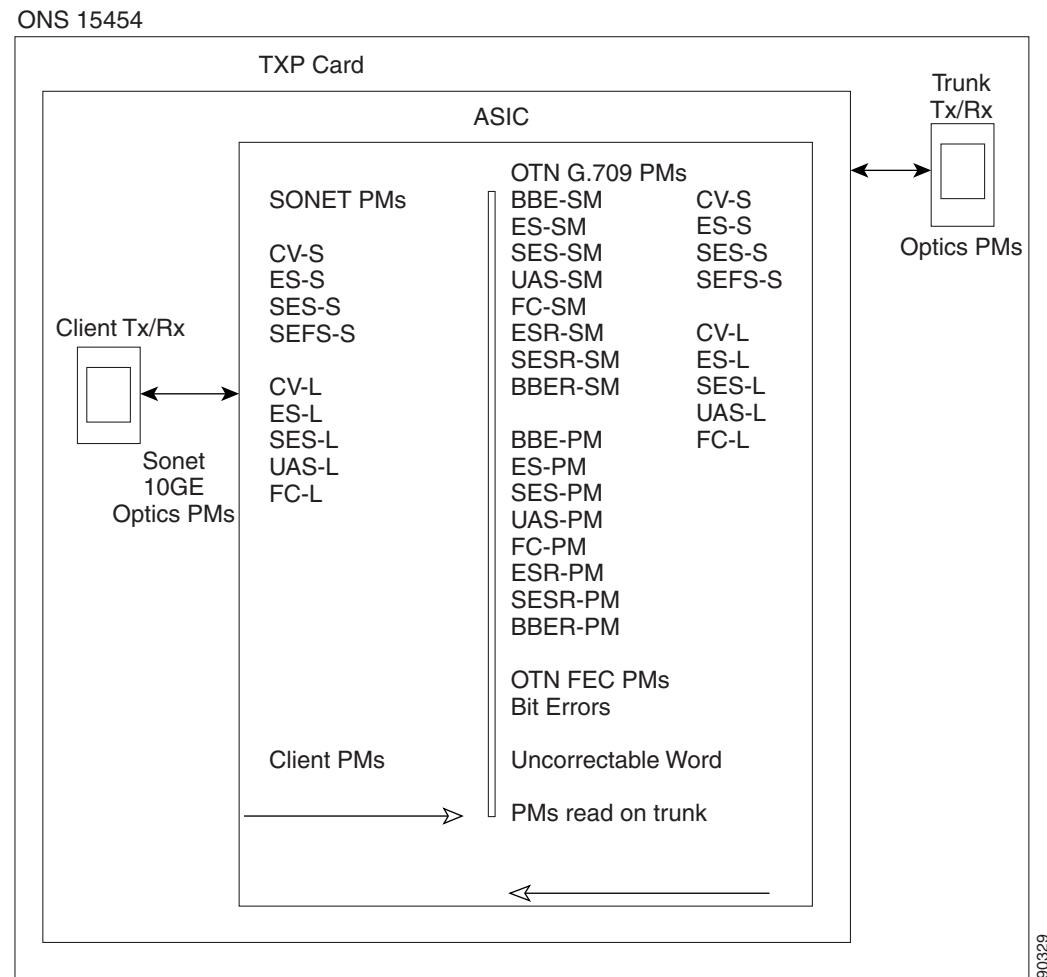 ONS 15454
TXP Card
Trunk
Tx/Rx
Optics PMs
ASIC
Client Tx/Rx
Sonet
10GE
Optics PMs
SONET PMs
CV-S
ES-S
SES-S
SEFS-S
CV-L
ES-L
SES-L
UAS-L
FC-L
Client PMs
OTN G.709 PMs
BBE-SM
ES-SM
SES-SM
UAS-SM
FC-SM
ESR-SM
SESR-SM
BBER-SM
BBE-PM
ES-PM
SES-PM
UAS-PM
FC-PM
ESR-PM
SESR-PM
BBER-PM
OTN FEC PMs
Bit Errors
Uncorrectable Word
PMs read on trunk
CV-S
ES-S
SES-S
SEFS-S
CV-L
ES-L
SES-L
UAS-L
FC-L
90329